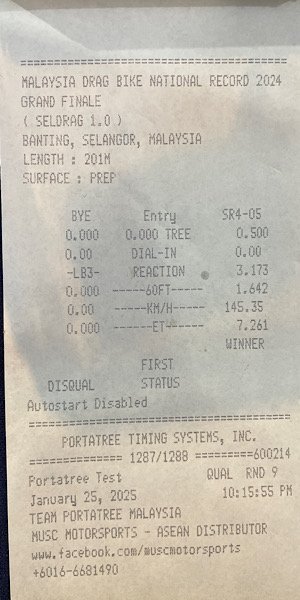 ==========================================
MALAYSIA DRAG BIKE NATIONAL RECORD 2024
GRAND FINALE
( SELDRAG 1.0 )
BANTING, SELANGOR, MALAYSIA
LENGTH : 201M
SURFACE : PREP
BYE Entry SR4-05
0.000 0.000 TREE 0.500
0.00 DIAL-IN 0.00
-LB3- REACTION 3.173
0.000 -----60FT----- 1.642
0.00 -----KM/H----- 145.35
0.000 ------ET------ 7.261
WINNER
FIRST
DISQUAL STATUS
Autostart Disabled
==========================================
PORTATREE TIMING SYSTEMS, INC.
============== 1287/1288 =========600214
Portatree Test QUAL RND 9
January 25, 2025 10:15:55 PM
TEAM PORTATREE MALAYSIA
MUSC MOTORSPORTS - ASEAN DISTRIBUTOR
www.facebook.com/muscmotorsports
+6016-6681490